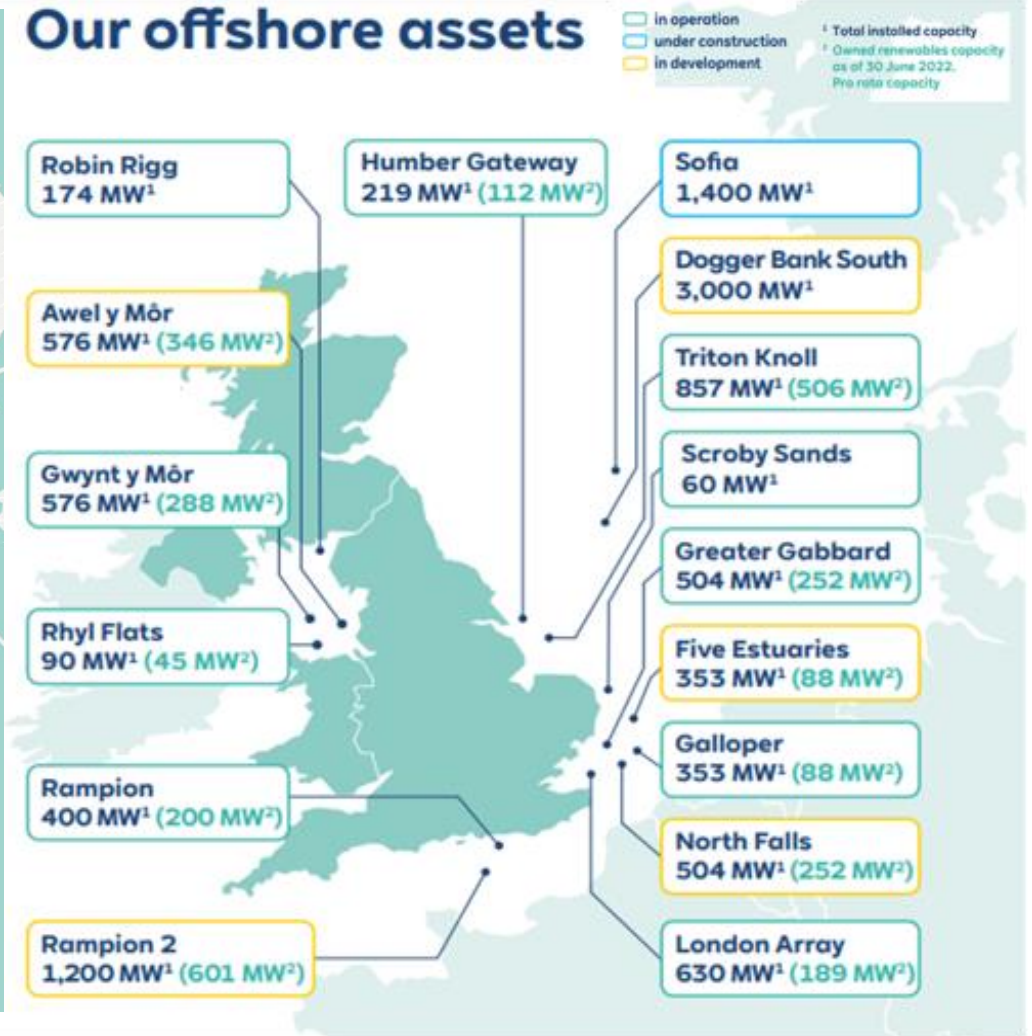 Our offshore assets
in operation
under construction
in development
¹ Total installed capacity
² Owned renewables capacity
as of 30 June 2022.
Pro rata capacity
Robin Rigg
174 MW¹
Humber Gateway
219 MW¹ (112 MW²)
Sofia
1,400 MW¹
Dogger Bank South
3,000 MW¹
Awel y Môr
576 MW¹ (346 MW²)
Triton Knoll
857 MW¹ (506 MW²)
Scroby Sands
60 MW¹
Gwynt y Môr
576 MW¹ (288 MW²)
Greater Gabbard
504 MW¹ (252 MW²)
Rhyl Flats
90 MW¹ (45 MW²)
Five Estuaries
353 MW¹ (88 MW²)
Galloper
353 MW¹ (88 MW²)
Rampion
400 MW¹ (200 MW²)
North Falls
504 MW¹ (252 MW²)
Rampion 2
1,200 MW¹ (601 MW²)
London Array
630 MW¹ (189 MW²)